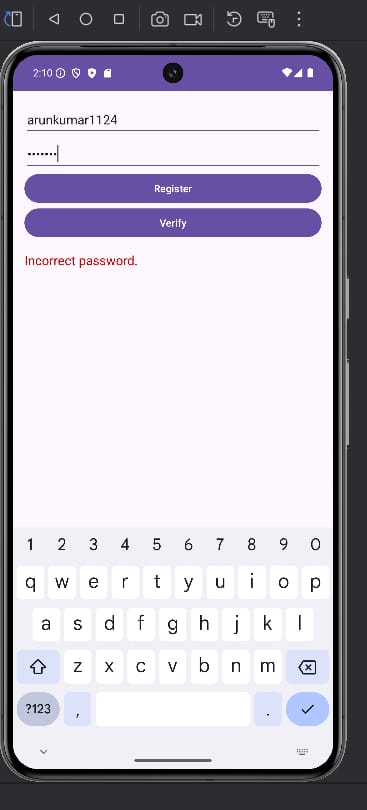 2:10
arunkumar1124
•••••••
Register
Verify
Incorrect password.
1 2 3 4 5 6 7 8 9 0
q w e r t y u i o p
a s d f g h j k l
z x c v b n m
?123 , .